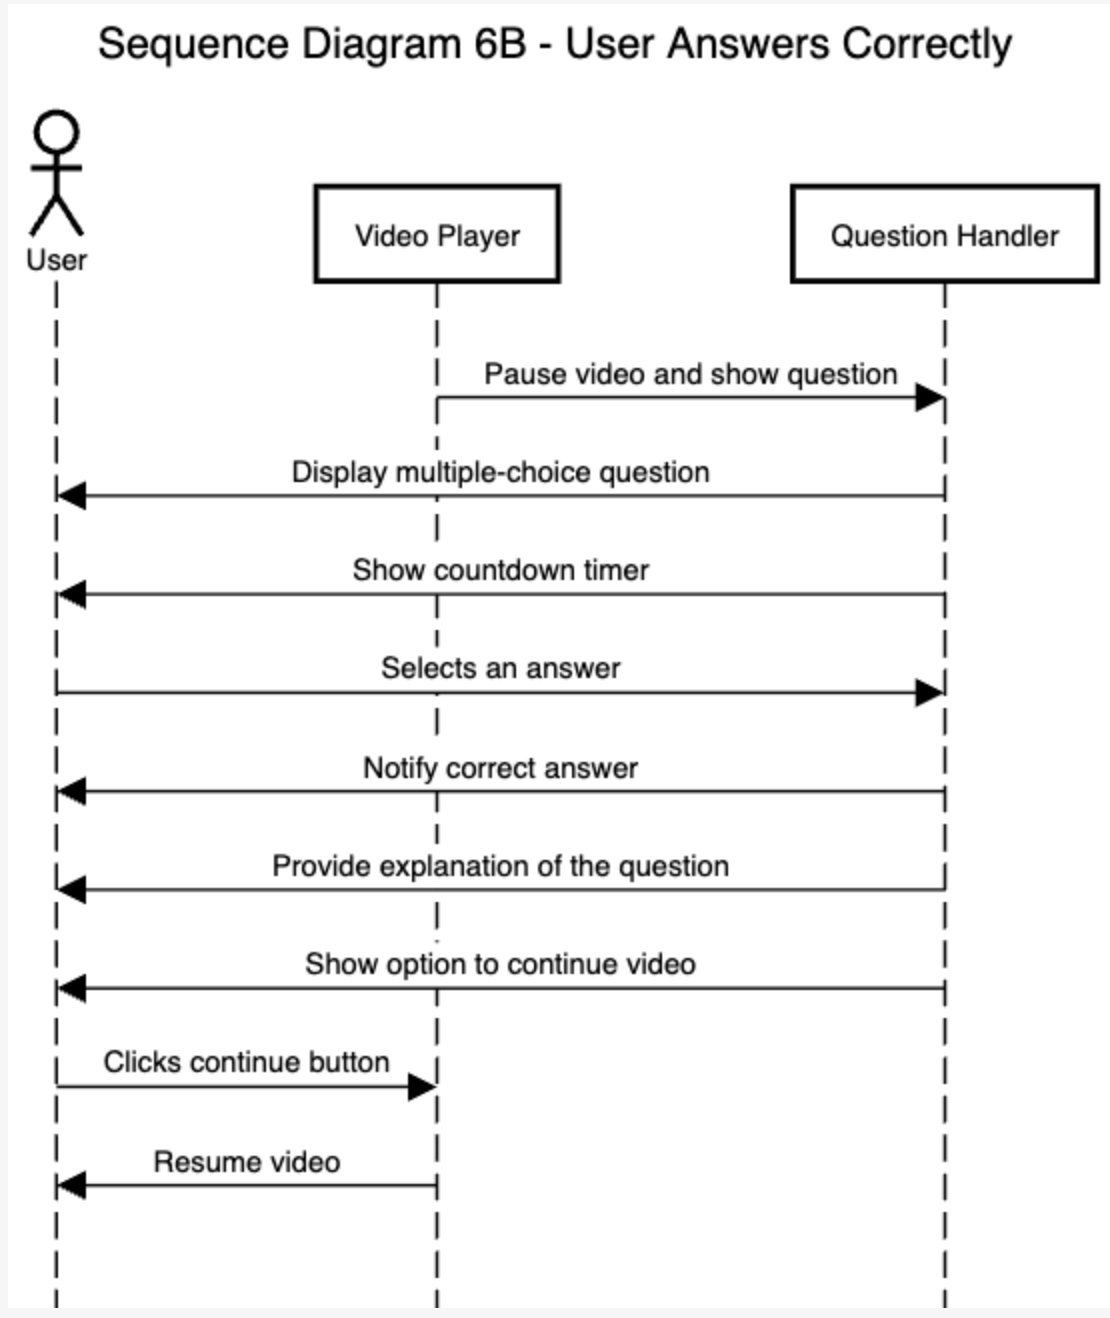 Sequence Diagram 6B - User Answers Correctly
User
Video Player
Question Handler
Pause video and show question
Display multiple-choice question
Show countdown timer
Selects an answer
Notify correct answer
Provide explanation of the question
Show option to continue video
Clicks continue button
Resume video